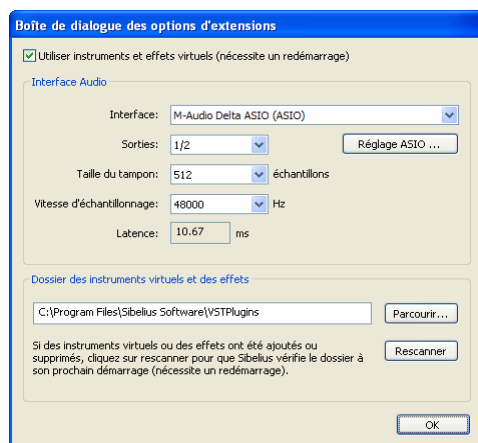 Boîte de dialogue des options d'extensions
Utiliser instruments et effets virtuels (nécessite un redémarrage)
Interface Audio
Interface: M-Audio Delta ASIO (ASIO)
Sorties: 1/2 Réglage ASIO ...
Taille du tampon: 512 échantillons
Vitesse d'échantillonnage: 48000 Hz
Latence: 10.67 ms
Dossier des instruments virtuels et des effets
C:\Program Files\Sibelius Software\VSTPlugins Parcourir...
Si des instruments virtuels ou des effets ont été ajoutés ou
supprimés, cliquez sur rescanner pour que Sibelius vérifie le dossier à
son prochain démarrage (nécessite un redémarrage).
Rescanner
OK